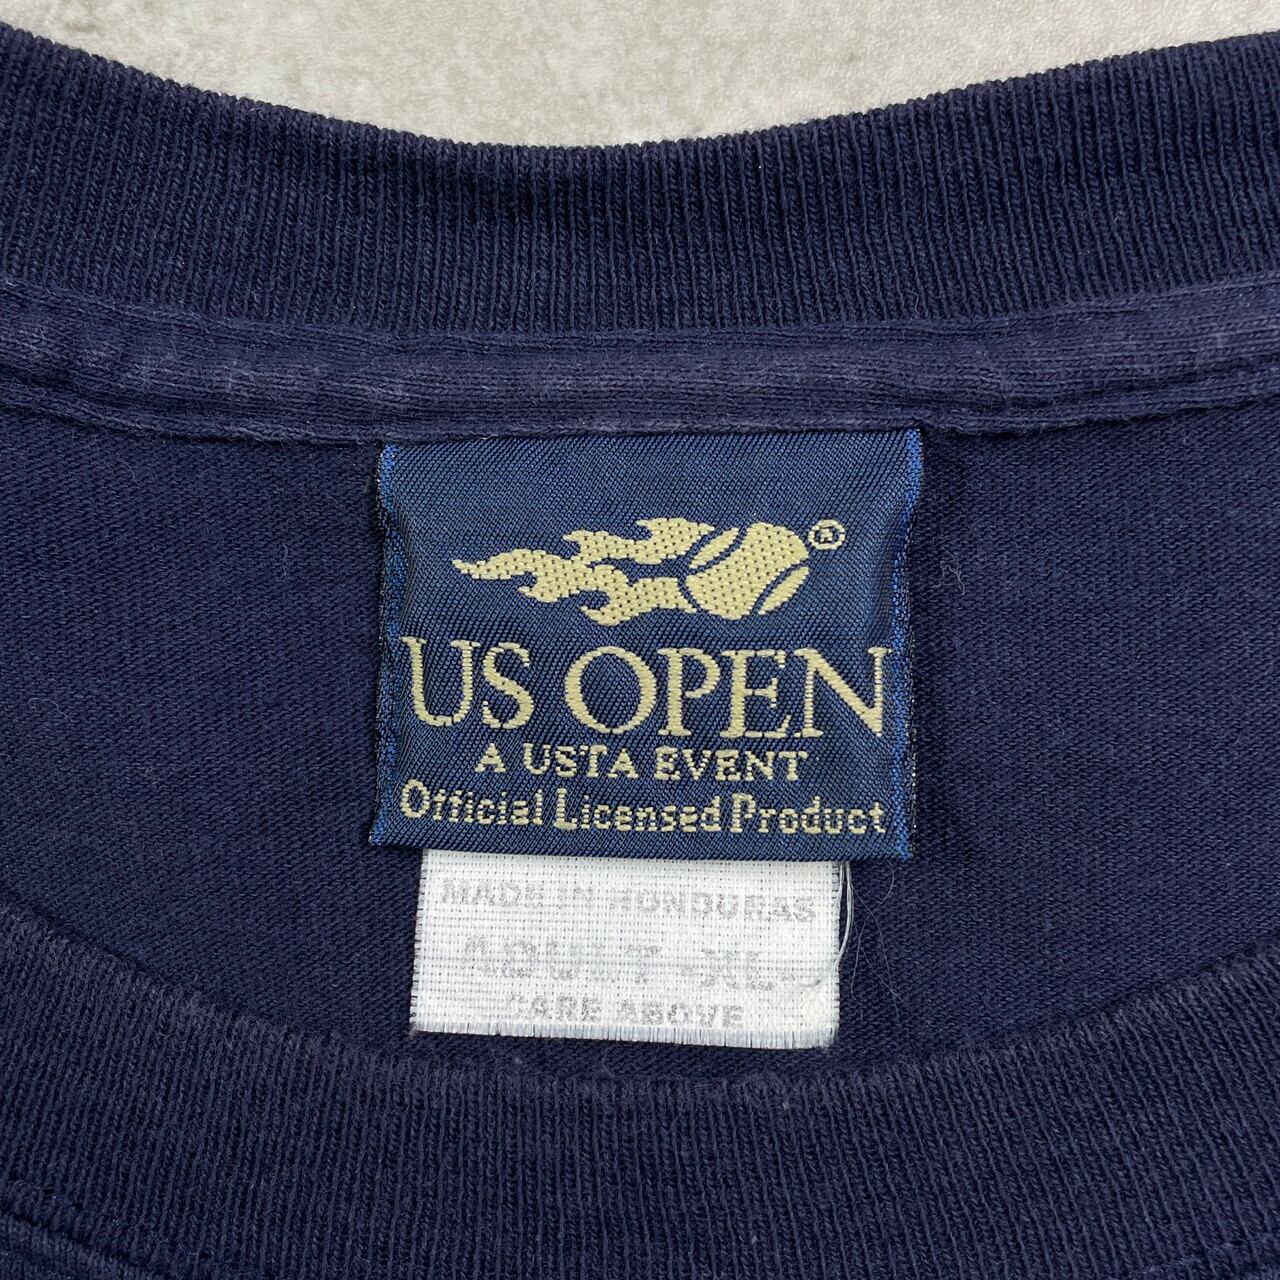 ®
US OPEN
A USTA EVENT
Official Licensed Product
MADE IN HONDURAS
ADULT -XL-
CARE ABOVE